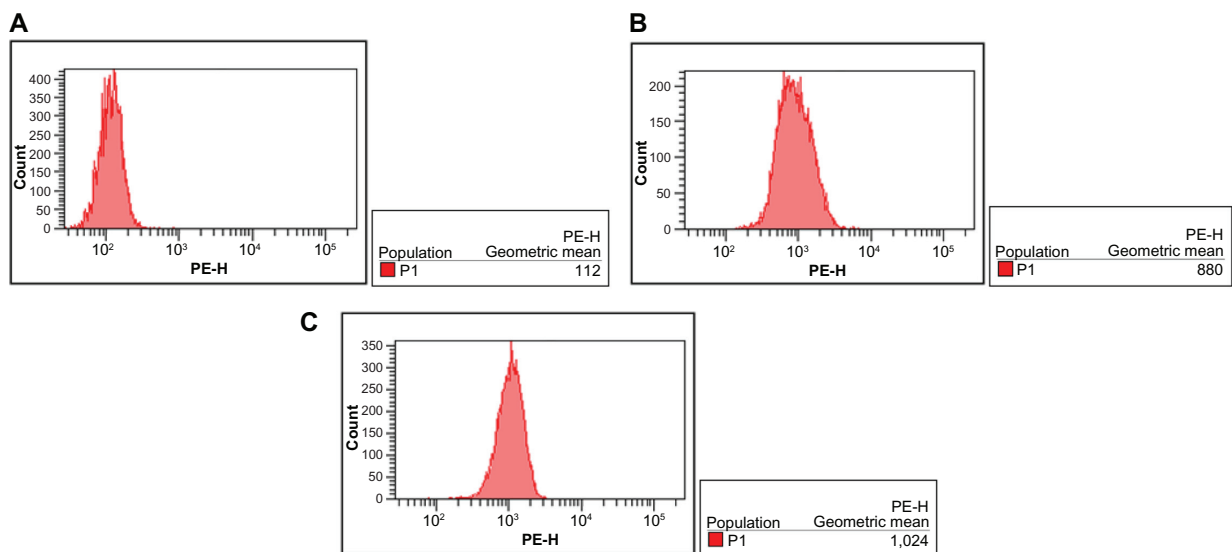 A
400
350
300
250
200
150
100
50
0
Count
10² 10³ 10⁴ 10⁵
PE-H
PE-H
Population Geometric mean
P1 112
B
200
150
100
50
0
Count
10² 10³ 10⁴ 10⁵
PE-H
PE-H
Population Geometric mean
P1 880
C
350
300
250
200
150
100
50
0
Count
10² 10³ 10⁴ 10⁵
PE-H
PE-H
Population Geometric mean
P1 1,024